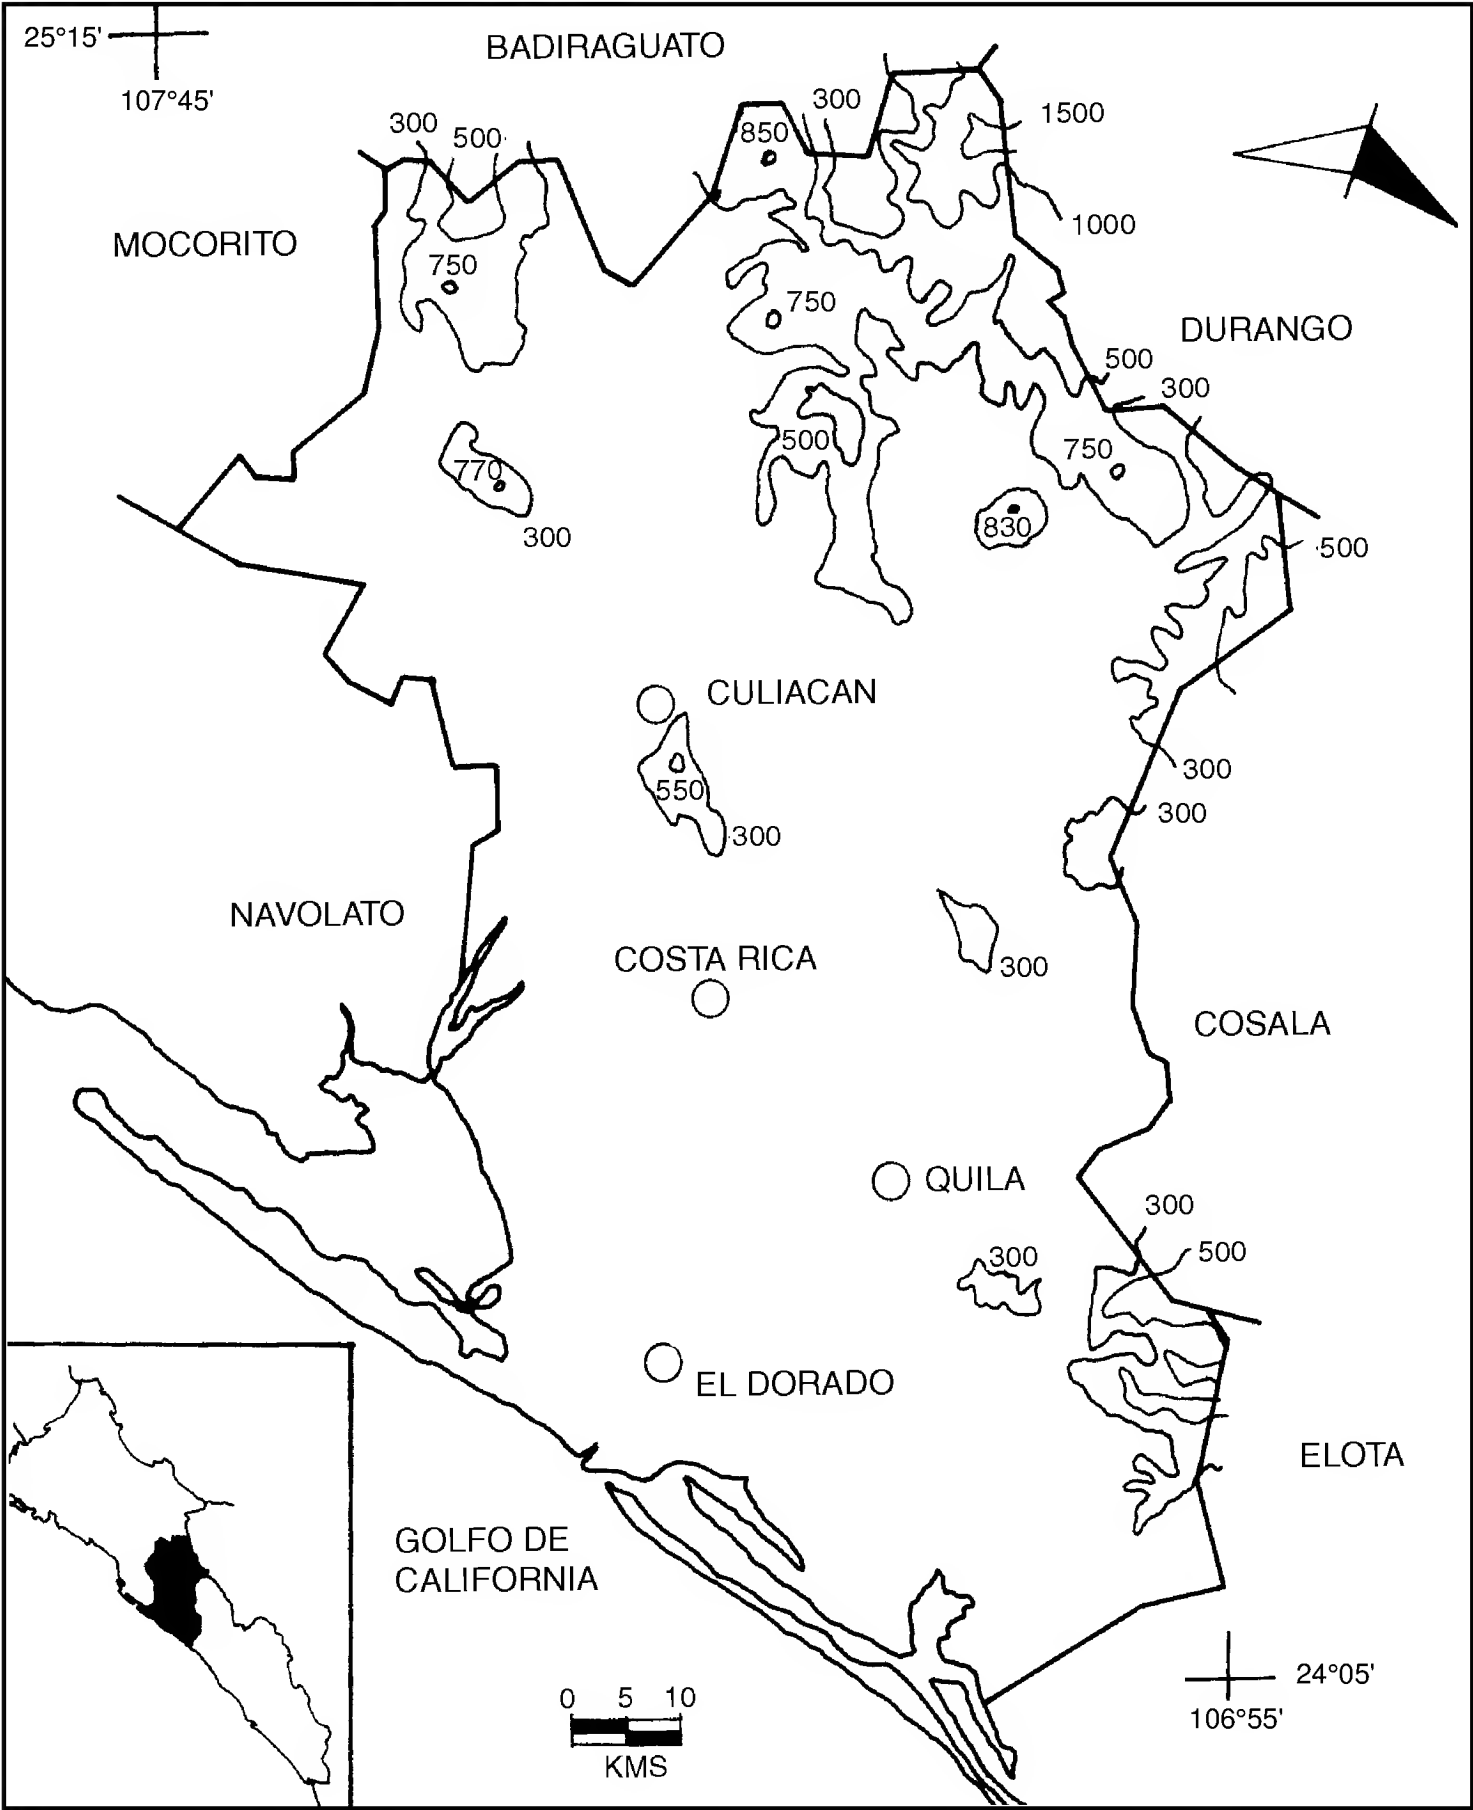 25°15'
107°45'
BADIRAGUATO
300
500
850
300
1500
1000
MOCORITO
750
750
DURANGO
500
300
770
300
500
750
830
500
CULIACAN
550
300
300
300
NAVOLATO
COSTA RICA
300
COSALA
QUILA
300
500
300
EL DORADO
ELOTA
GOLFO DE
CALIFORNIA
0 5 10
KMS
24°05'
106°55'